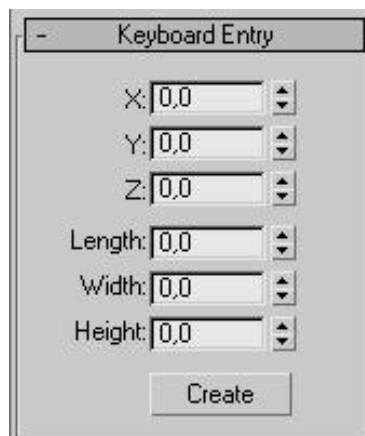 - Keyboard Entry
X: 0,0
Y: 0,0
Z: 0,0
Length: 0,0
Width: 0,0
Height: 0,0
Create